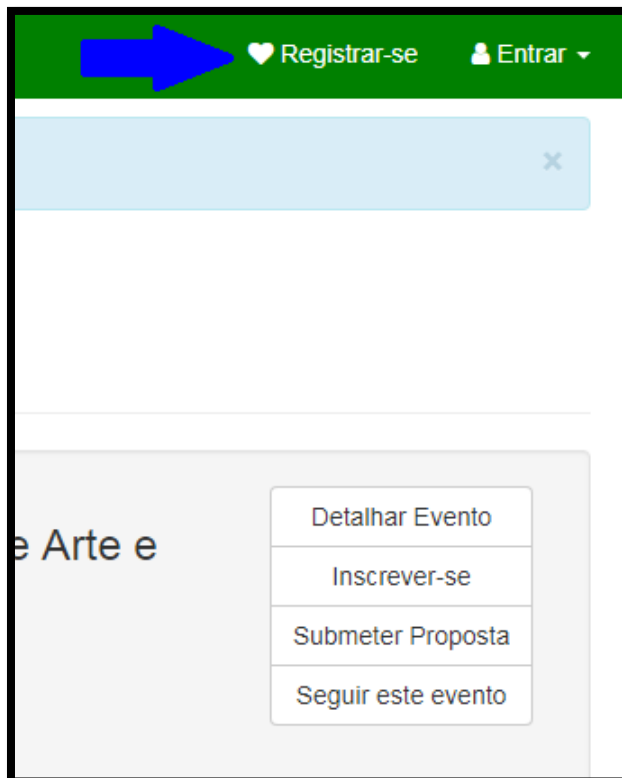 Registrar-se Entrar
×
Detalhar Evento
e Arte e
Inscrever-se
Submeter Proposta
Seguir este evento